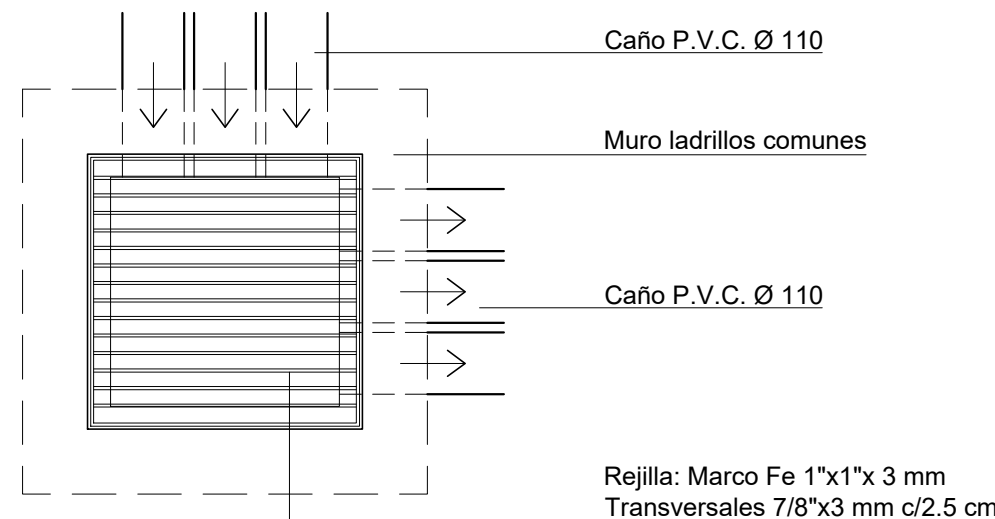 Caño P.V.C. Ø 110
Muro ladrillos comunes
Caño P.V.C. Ø 110
Rejilla: Marco Fe 1"x1"x 3 mm
Transversales 7/8"x3 mm c/2.5 cm